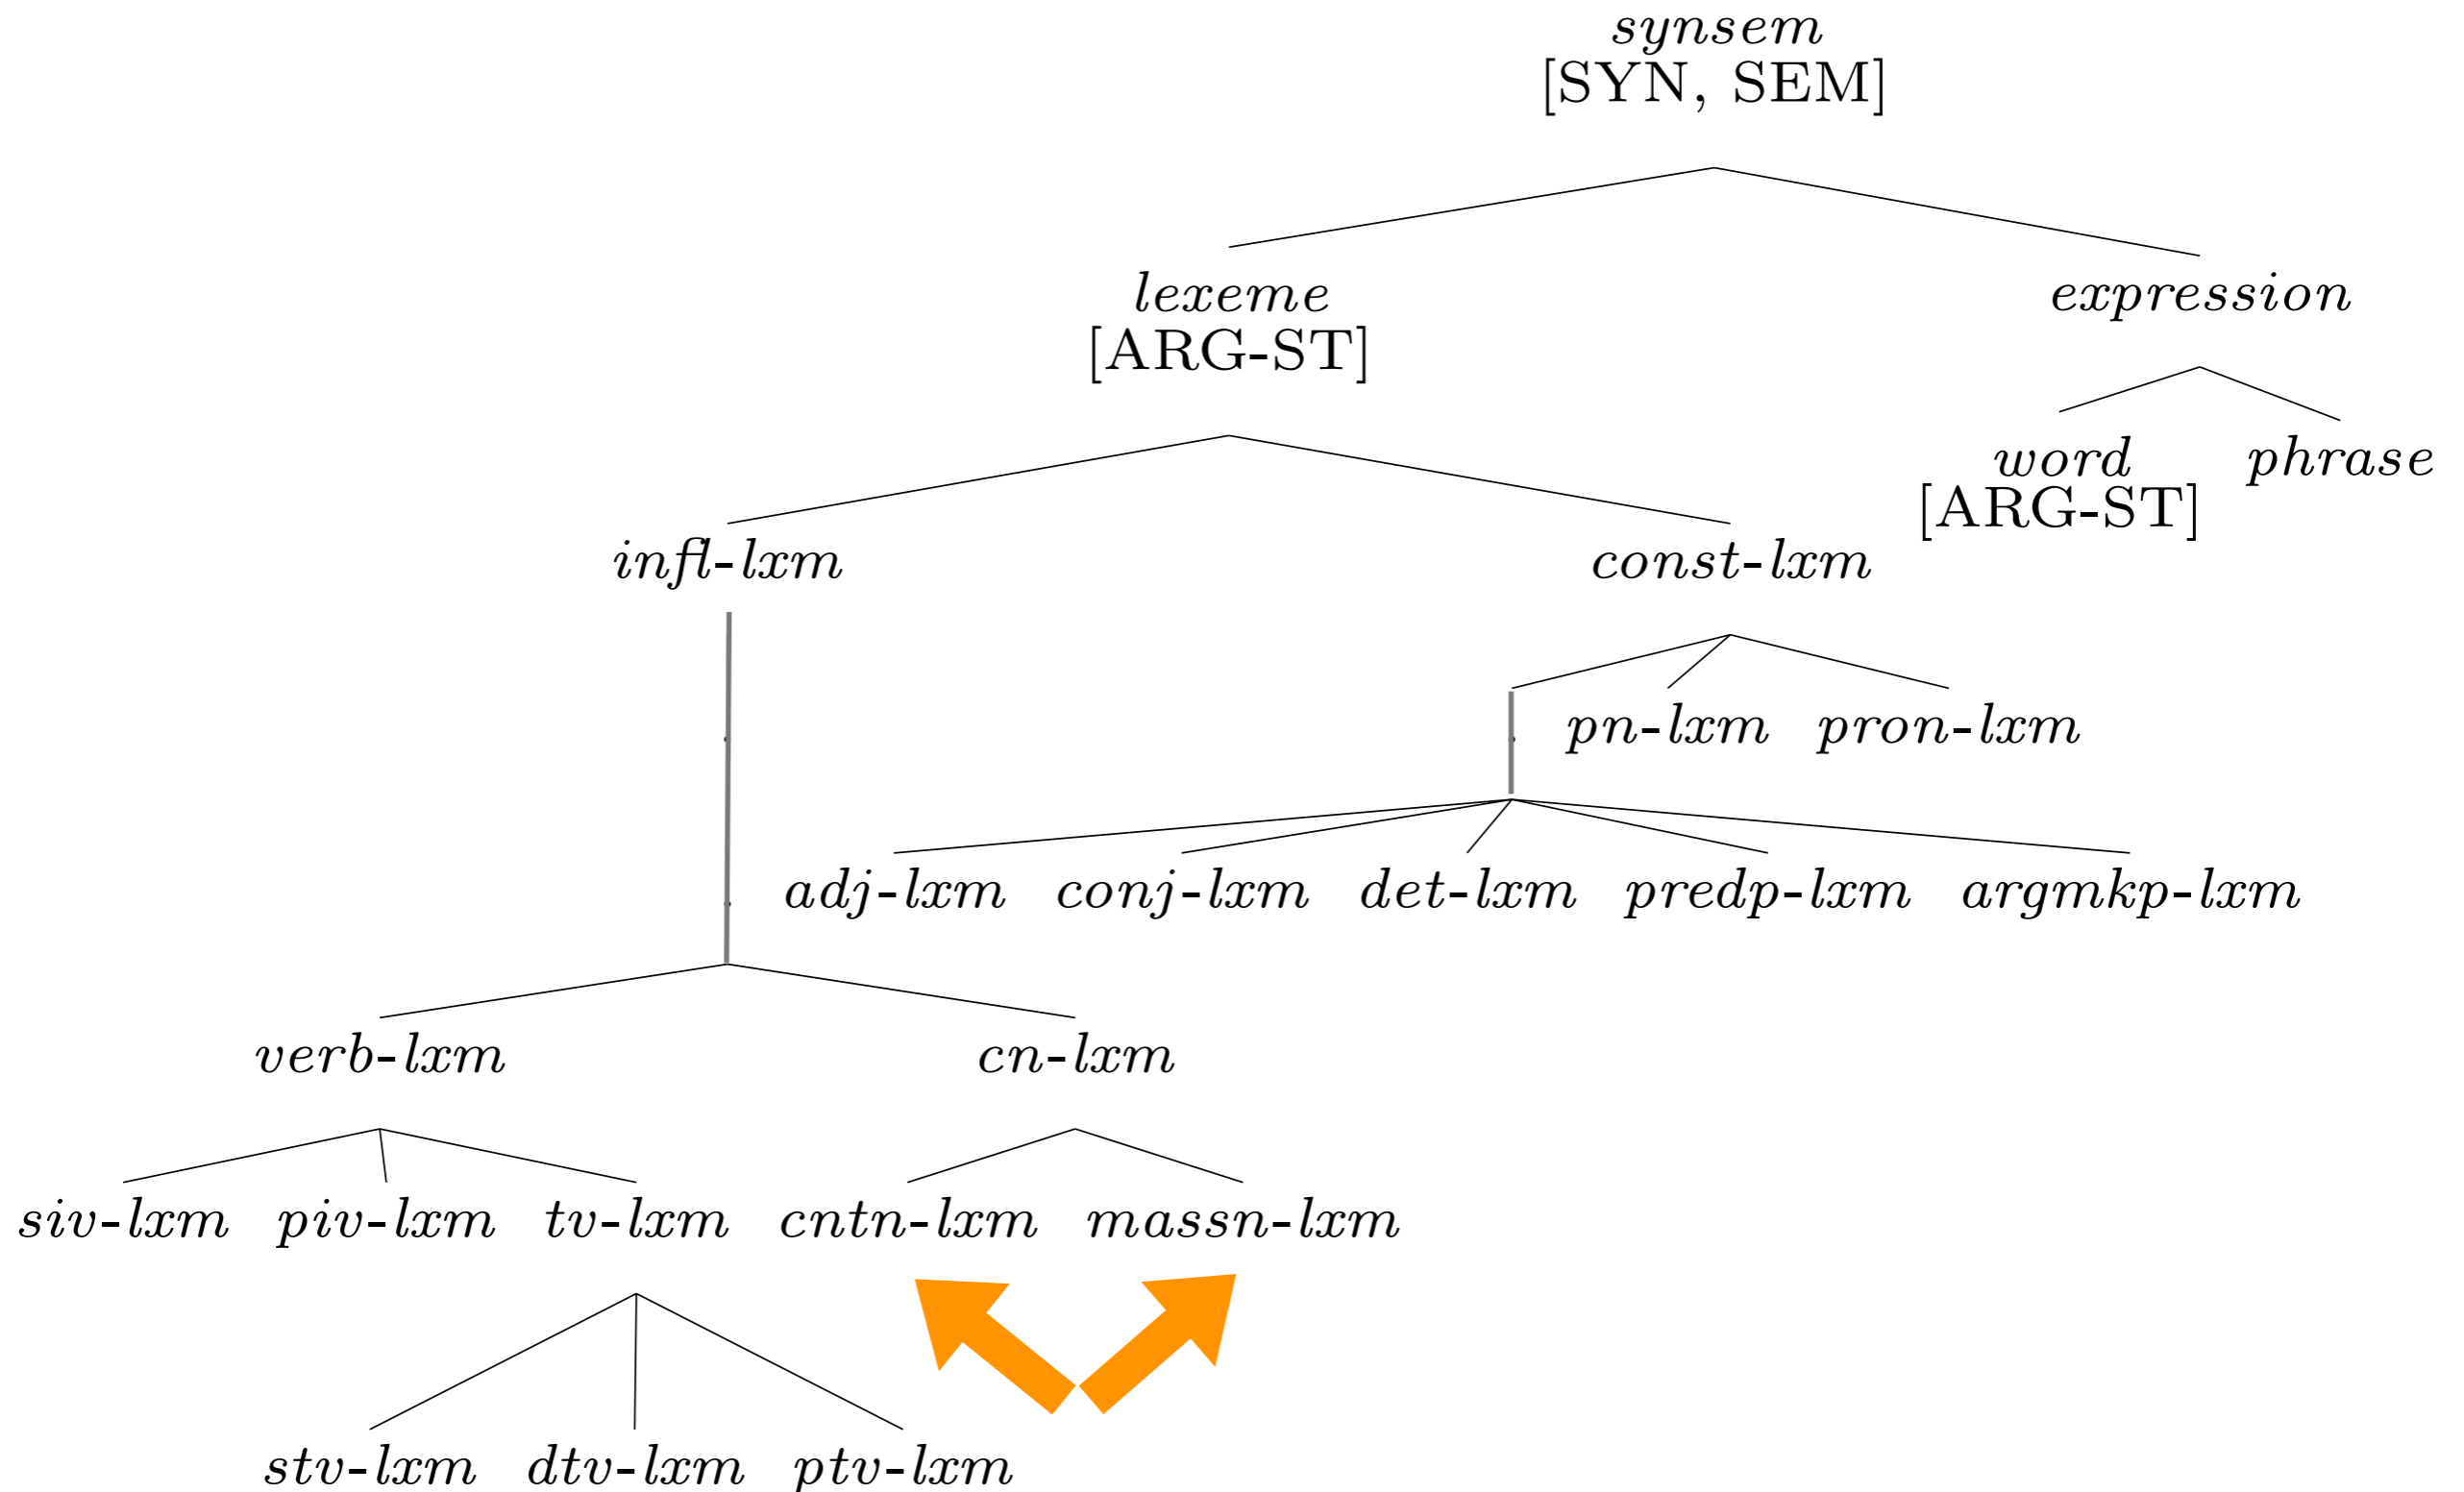 synsem
[SYN, SEM]
lexeme
[ARG-ST]
expression
word
[ARG-ST]
phrase
infl-lxm
const-lxm
pn-lxm
pron-lxm
adj-lxm
conj-lxm
det-lxm
predp-lxm
argmkp-lxm
verb-lxm
cn-lxm
siv-lxm
piv-lxm
tv-lxm
cntn-lxm
massn-lxm
stv-lxm
dtv-lxm
ptv-lxm